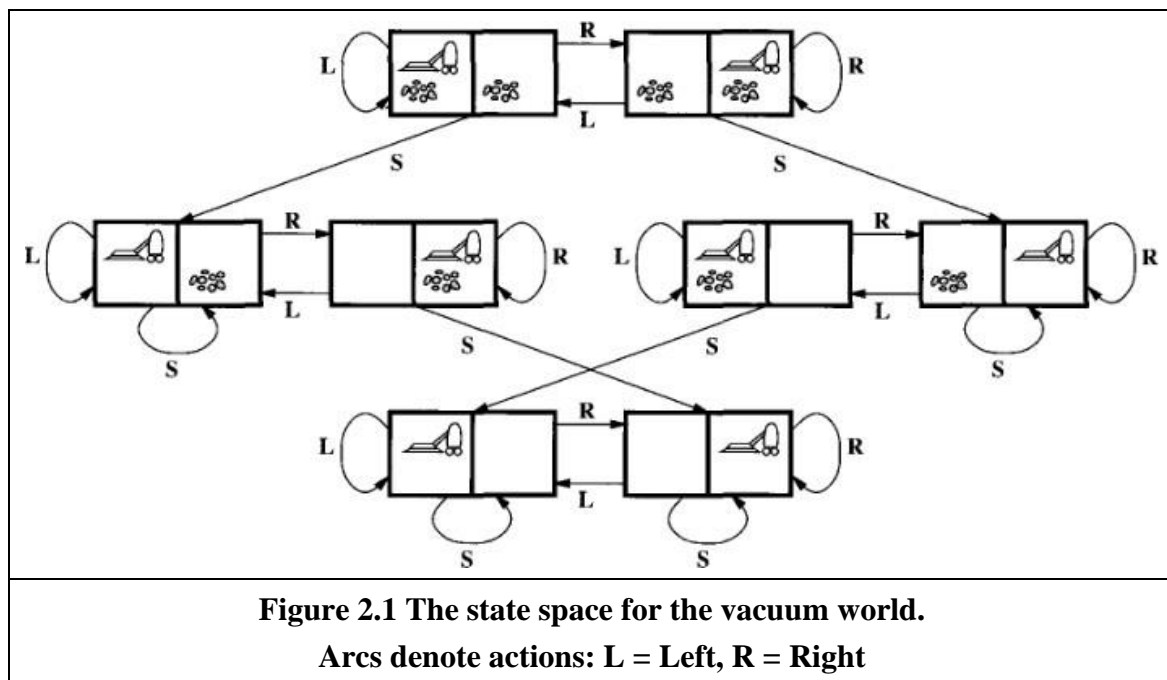 R
L R
L
S S
R R
L R L R
L L
S S
S S
R
L R
L
S S
Figure 2.1 The state space for the vacuum world.
Arcs denote actions: L = Left, R = Right